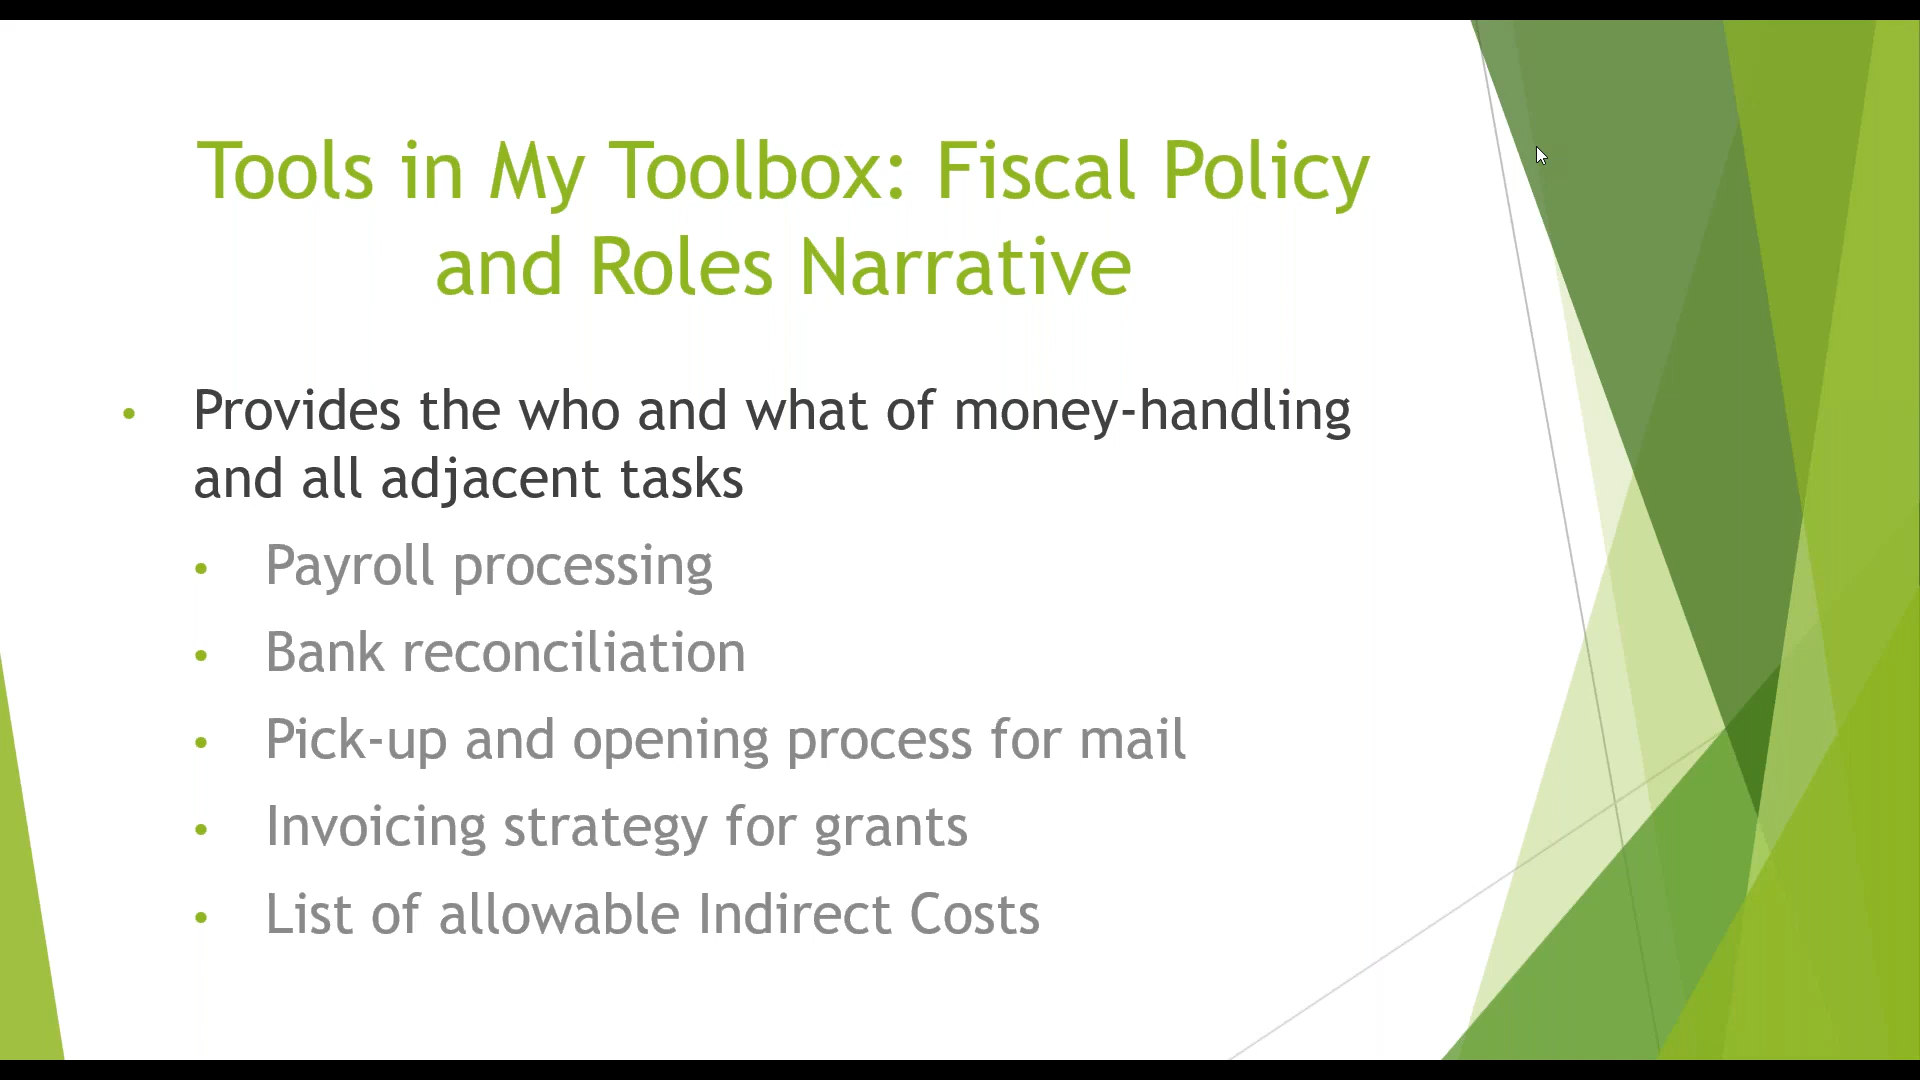 Tools in My Toolbox: Fiscal Policy
and Roles Narrative
• Provides the who and what of money-handling
and all adjacent tasks
• Payroll processing
• Bank reconciliation
• Pick-up and opening process for mail
• Invoicing strategy for grants
• List of allowable Indirect Costs